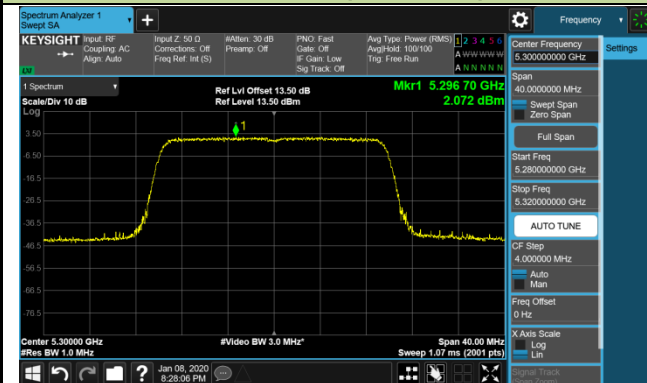 Spectrum Analyzer 1
Swept SA
+
Frequency
KEYSIGHT
Input: RF
Coupling: AC
Align: Auto
Input Z: 50 Ω
Corrections: Off
Freq Ref: Int (S)
#Atten: 30 dB
Preamp: Off
PNO: Fast
Gate: Off
IF Gain: Low
Sig Track: Off
Avg Type: Power (RMS)
Avg|Hold: 100/100
Trig: Free Run
1 2 3 4 5 6
A W W W W W
A N N N N N
LV
1 Spectrum
Scale/Div 10 dB
Ref Lvl Offset 13.50 dB
Ref Level 13.50 dBm
Mkr1 5.296 70 GHz
2.072 dBm
Log
1
3.50
-6.50
-16.5
-26.5
-36.5
-46.5
-56.5
-66.5
-76.5
Center 5.30000 GHz
#Res BW 1.0 MHz
#Video BW 3.0 MHz*
Span 40.00 MHz
Sweep 1.07 ms (2001 pts)
Center Frequency
5.300000000 GHz
Settings
Span
40.0000000 MHz
Swept Span
Zero Span
Full Span
Start Freq
5.280000000 GHz
Stop Freq
5.320000000 GHz
AUTO TUNE
CF Step
4.000000 MHz
Auto
Man
Freq Offset
0 Hz
X Axis Scale
Log
Lin
Signal Track
Jan 08, 2020
8:28:06 PM
?